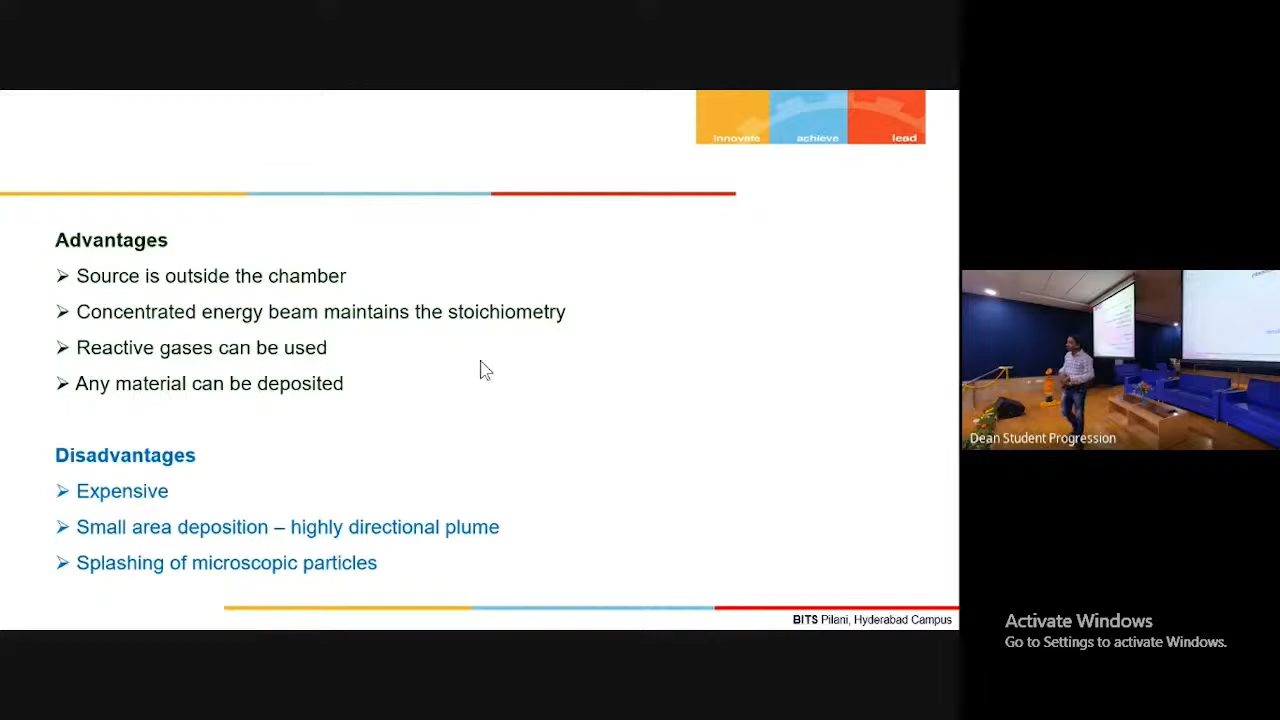 innovate achieve lead
Advantages
➢ Source is outside the chamber
➢ Concentrated energy beam maintains the stoichiometry
➢ Reactive gases can be used
➢ Any material can be deposited
Disadvantages
➢ Expensive
➢ Small area deposition – highly directional plume
➢ Splashing of microscopic particles
BITS Pilani, Hyderabad Campus
Dean Student Progression
Activate Windows
Go to Settings to activate Windows.